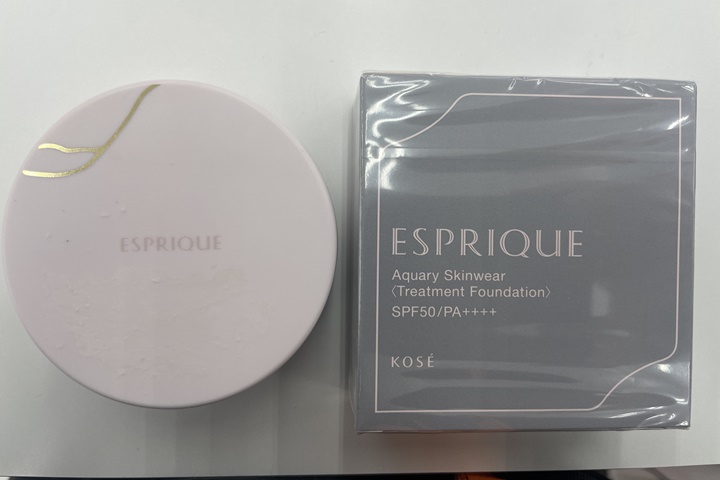 ESPRIQUE
ESPRIQUE
Aquary Skinwear
〈Treatment Foundation〉
SPF50/PA++++
KOSÉ